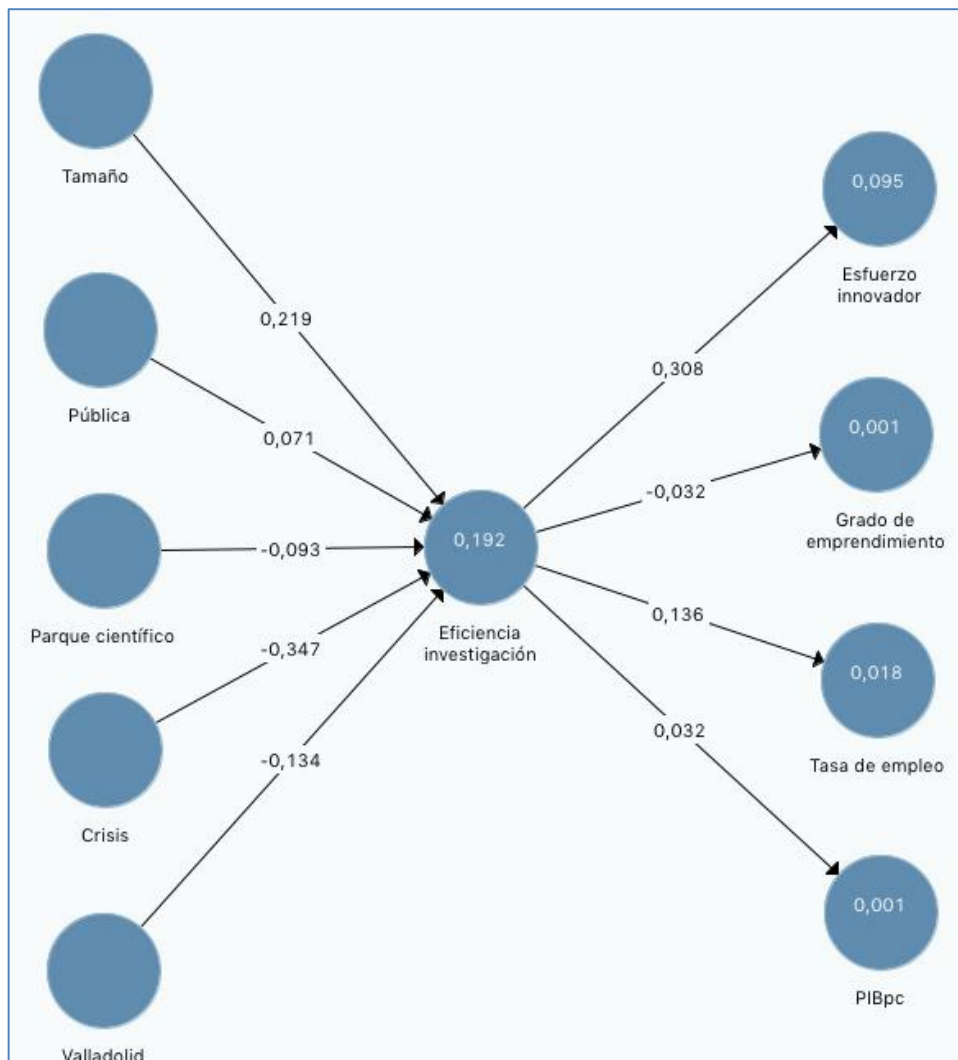 Tamaño
0,219
Pública
0,071
Parque científico
-0,093
Crisis
-0,347
Valladolid
-0,134
0,192
Eficiencia
investigación
0,308
0,095
Esfuerzo
innovador
-0,032
0,001
Grado de
emprendimiento
0,136
0,018
Tasa de empleo
0,032
0,001
PIBpc